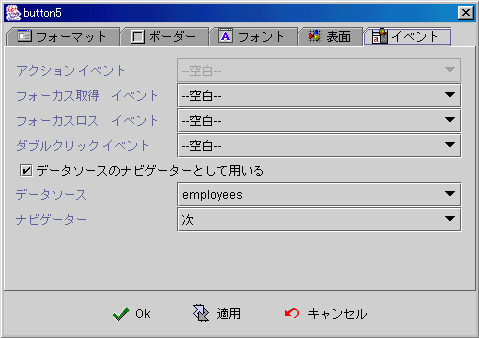 button5
フォーマット ボーダー フォント 表面 イベント
アクション イベント --空白--
フォーカス取得 イベント --空白--
フォーカスロス イベント --空白--
ダブルクリック イベント --空白--
データソースのナビゲーターとして用いる
データソース employees
ナビゲーター 次
Ok 適用 キャンセル